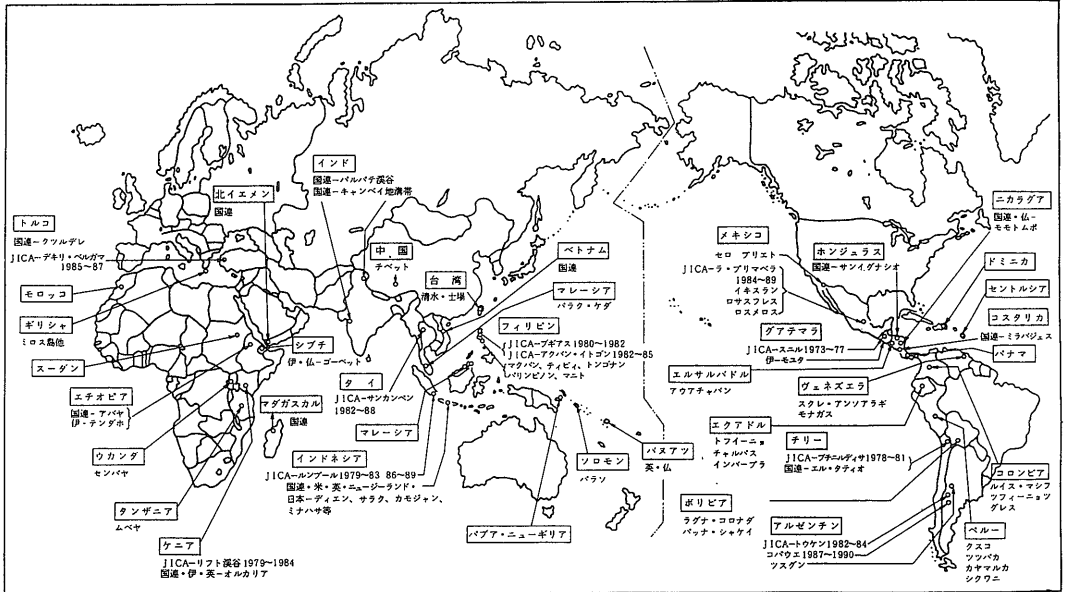 トルコ
国連－クツルデレ
JICA－デキリ・ベルガマ
1985～87
モロッコ
ギリシャ
ミロス島他
スーダン
エチオピア
国連－アバヤ
伊－テンダホ
ウガンダ
センバヤ
タンザニア
ムベヤ
ケニア
JICA－リフト渓谷 1979～1984
国連・伊・英－オルカリア
北イエメン
国連
シブチ
伊・仏－ゴーベット
マダガスカル
国連
インド
国連－パルバテ渓谷
国連－キャンベイ地溝帯
中国
チベット
台湾
清水・土場
ベトナム
国連
マレーシア
バラク・ケダ
フィリピン
JICA－ブギアス 1980～1982
JICA－アクパン・イトゴン 1982～85
マクバン、ティビィ、トンゴナン
パリンピノン、マニト
タイ
JICA－サンカンペン
1982～88
マレーシア
インドネシア
JICA－ルンプール 1979～83 86～89
国連・米・英・ニュージーランド・
日本－ディエン、サラク、カモジャン、
ミナハサ等
パプア・ニューギリア
ソロモン
パラソ
バヌアツ
英・仏
メキシコ
セロ プリエト
JICA－ラ・プリマベラ
1984～89
イキスラン
ロサスフレス
ロスメロス
ホンジュラス
国連－サンイグナシオ
ニカラグア
国連・仏－
モモトムボ
ドミニカ
セントルシア
コスタリカ
国連－ミラバジェス
パナマ
グアテマラ
JICA－スニル 1973～77
伊－モユタ
エルサルバドル
アウアチャパン
ヴェネズエラ
スクレ・アンソアラギ
モナガス
エクアドル
トフイーニョ
チャルパス
インバーブラ
チリー
JICA－プチュルディサ 1978～81
国連－エル・タティオ
ボリビア
ラグナ・コロナダ
バッナ・シャケイ
アルゼンチン
JICA－トウケン 1982～84
コパウエ 1987～1990
ツスグン
コロンビア
ルイス・マシフ
ツフィーニョツ
グレス
ペルー
クスコ
ツツパカ
カヤマルカ
シクワニ